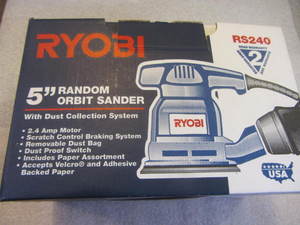 RYOBI
RS240
2
5" RANDOM
ORBIT SANDER
With Dust Collection System
• 2.4 Amp Motor
• Scratch Control Braking System
• Removable Dust Bag
• Dust Proof Switch
• Includes Paper Assortment
• Accepts Velcro® and Adhesive
Backed Paper
RYOBI
USA